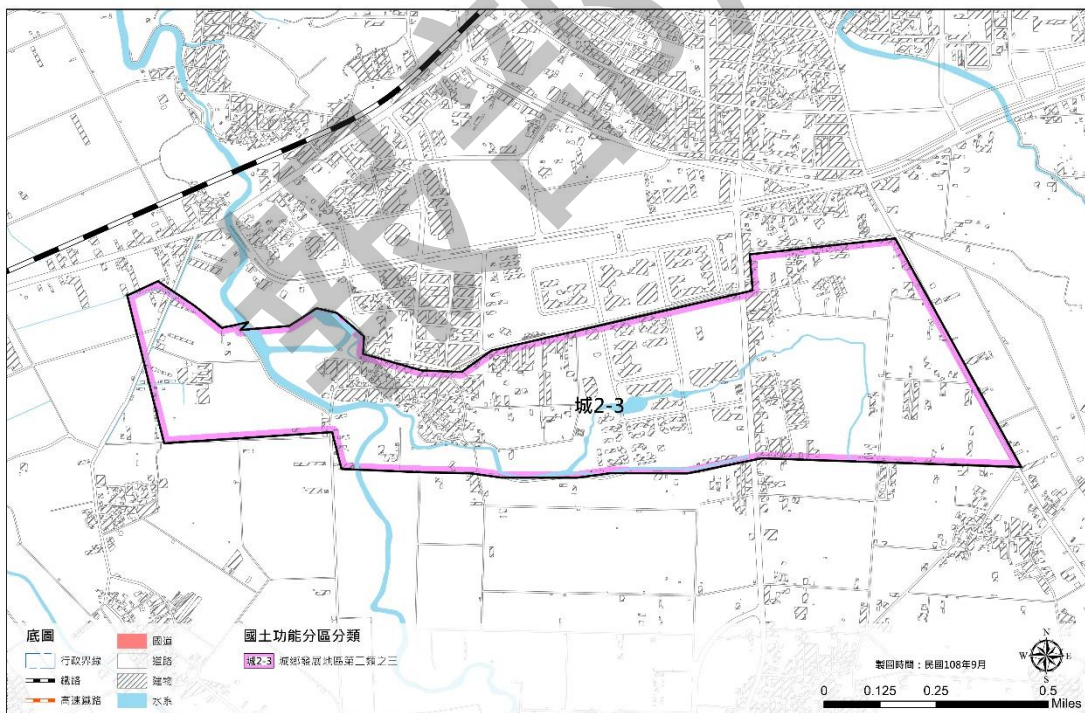 城2-3
底圖
行政界線
鐵路
高速鐵路
國道
道路
建物
水系
國土功能分區分類
城2-3 城鄉發展地區第二類之三
製圖時間：民國108年9月
N
W E
S
0 0.125 0.25 0.5
Miles